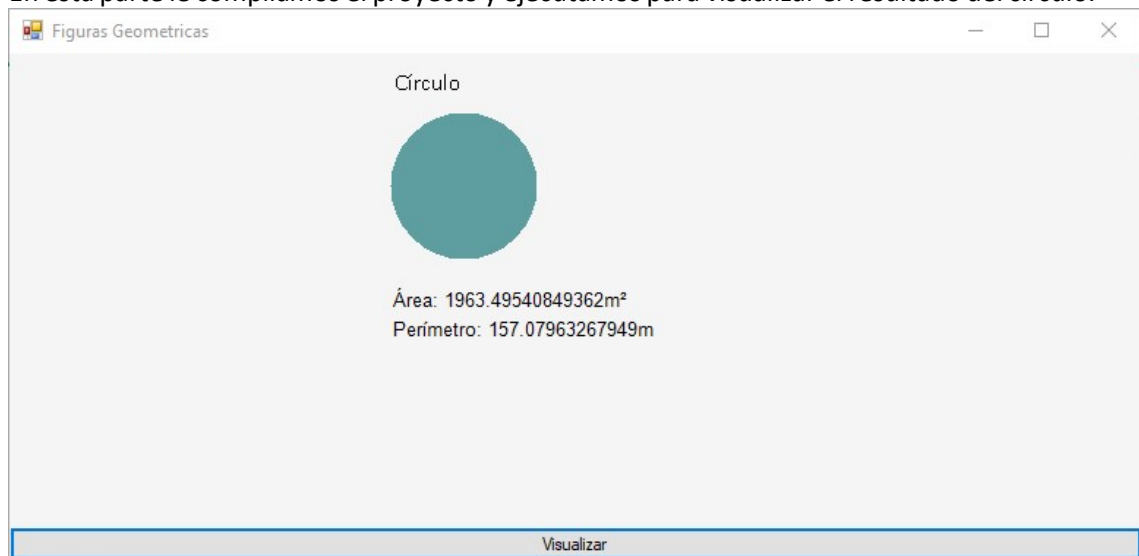 En esta parte le compilamos el proyecto y ejecutamos para visualizar el resultado del círculo.
Figuras Geometricas
Círculo
Área: 1963.49540849362m²
Perímetro: 157.07963267949m
Visualizar